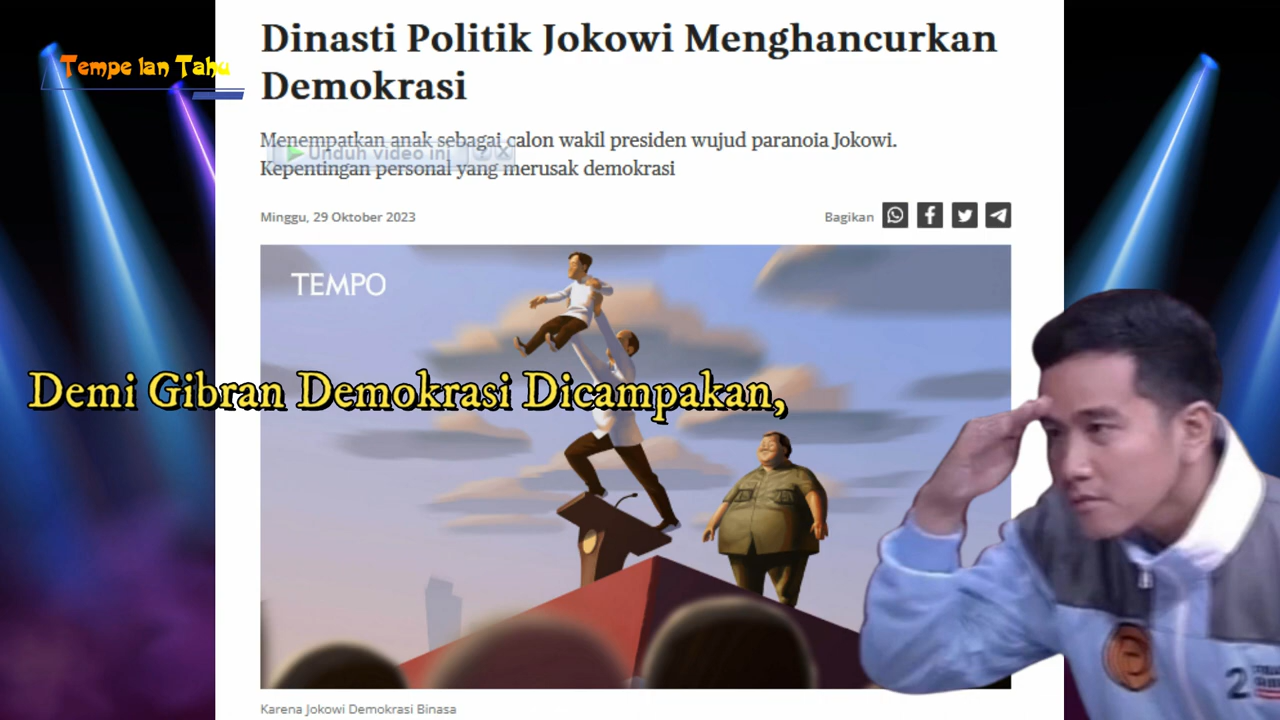 Dinasti Politik Jokowi Menghancurkan
Demokrasi
Tempe lan Tahu
Menempatkan anak sebagai calon wakil presiden wujud paranoia Jokowi.
Unduh video ini
Kepentingan personal yang merusak demokrasi
Minggu, 29 Oktober 2023
Bagikan
TEMPO
Demi Gibran Demokrasi Dicampakan,
2
Karena Jokowi Demokrasi Binasa